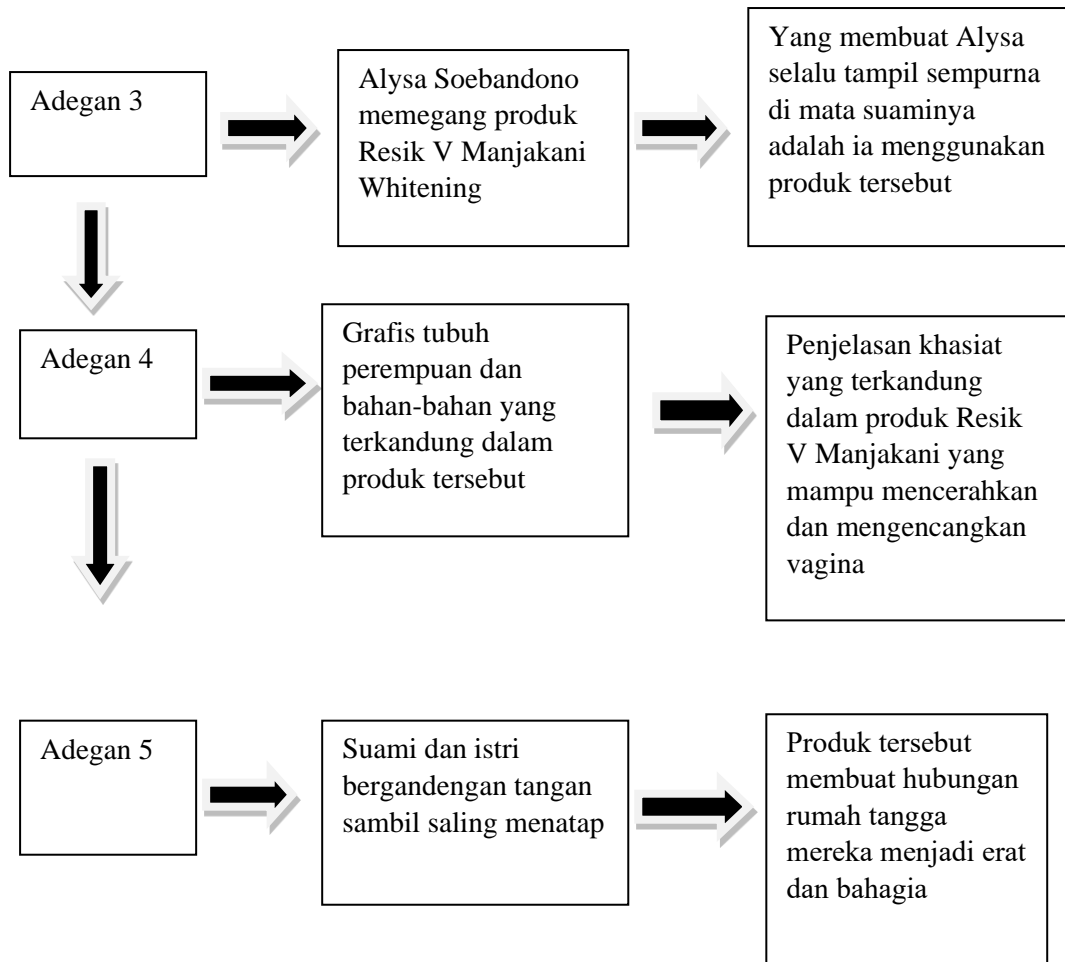 Adegan 3
Alysa Soebandono
memegang produk
Resik V Manjakani
Whitening
Yang membuat Alysa
selalu tampil sempurna
di mata suaminya
adalah ia menggunakan
produk tersebut
Adegan 4
Grafis tubuh
perempuan dan
bahan-bahan yang
terkandung dalam
produk tersebut
Penjelasan khasiat
yang terkandung
dalam produk Resik
V Manjakani yang
mampu mencerahkan
dan mengencangkan
vagina
Adegan 5
Suami dan istri
bergandengan tangan
sambil saling menatap
Produk tersebut
membuat hubungan
rumah tangga
mereka menjadi erat
dan bahagia